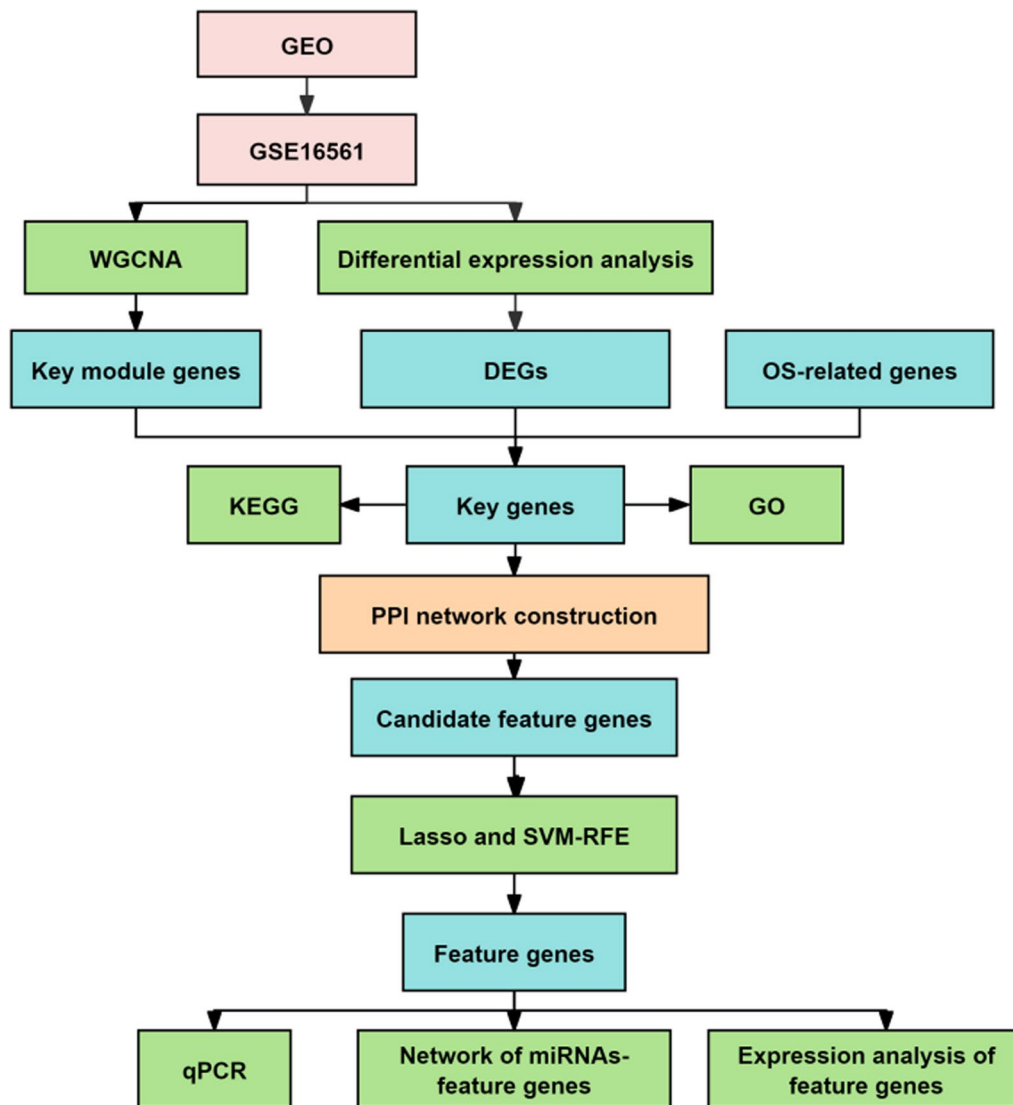 GEO
GSE16561
WGCNA
Differential expression analysis
Key module genes
DEGs
OS-related genes
KEGG
Key genes
GO
PPI network construction
Candidate feature genes
Lasso and SVM-RFE
Feature genes
qPCR
Network of miRNAs-
feature genes
Expression analysis of
feature genes